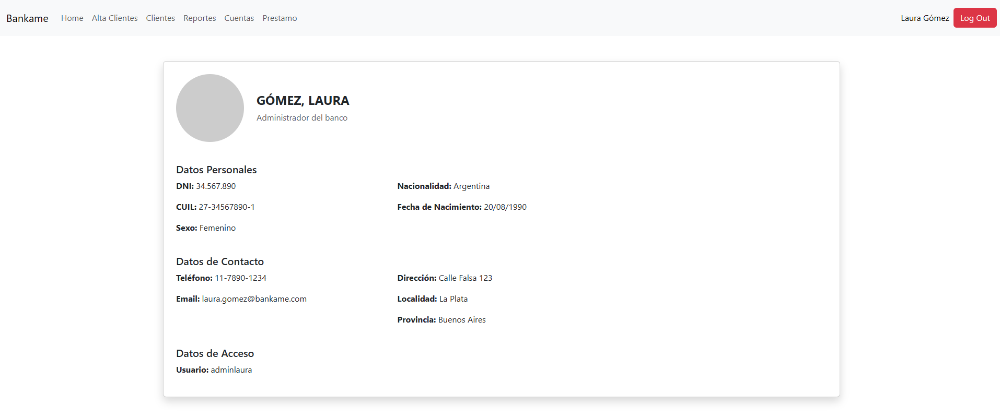 Bankame Home Alta Clientes Clientes Reportes Cuentas Prestamo Laura Gómez Log Out
GÓMEZ, LAURA
Administrador del banco
Datos Personales
DNI: 34.567.890 Nacionalidad: Argentina
CUIL: 27-34567890-1 Fecha de Nacimiento: 20/08/1990
Sexo: Femenino
Datos de Contacto
Teléfono: 11-7890-1234 Dirección: Calle Falsa 123
Email: laura.gomez@bankame.com Localidad: La Plata
Provincia: Buenos Aires
Datos de Acceso
Usuario: adminlaura